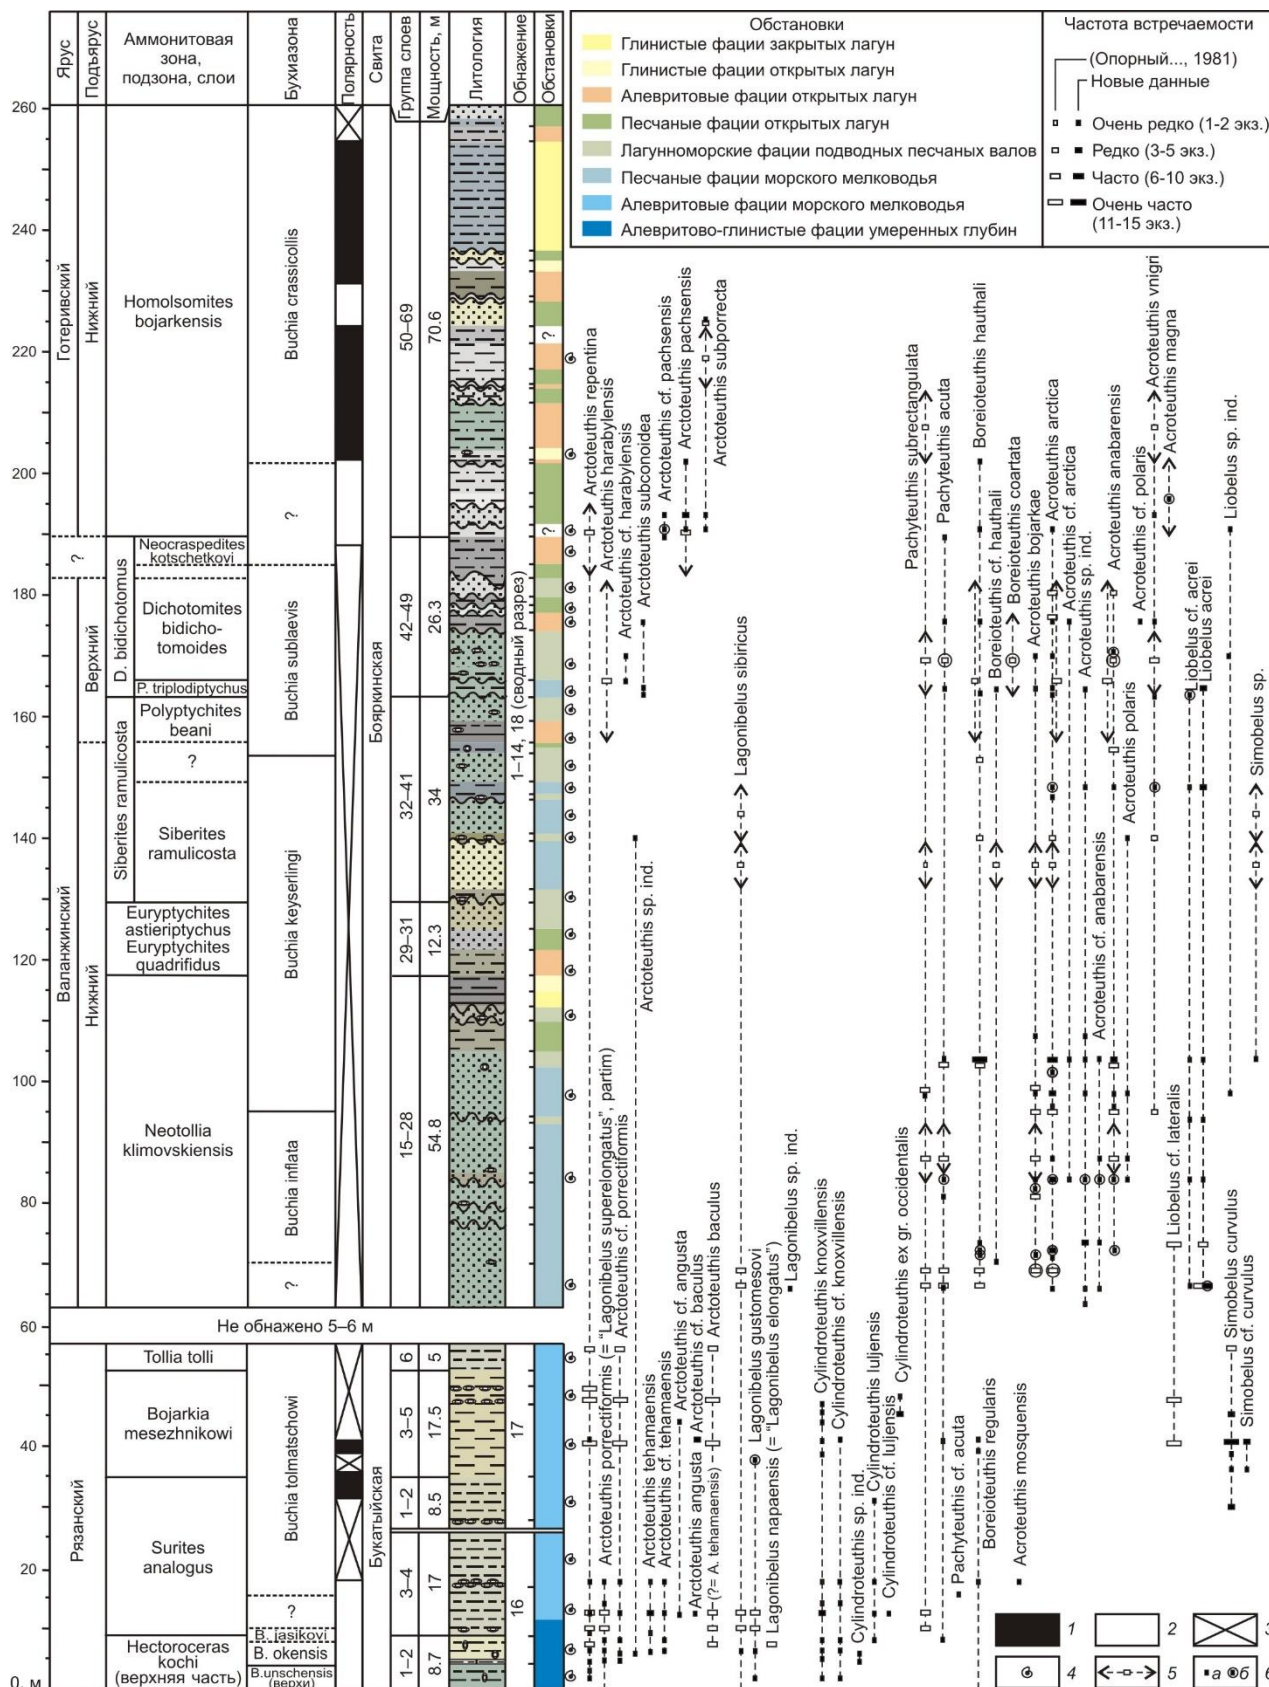 Ярус
Подъярус
Аммонитовая
зона,
подзона, слои
Бухиазона
Полярность
Свита
Группа слоев
Мощность, м
Литология
Обнажение
Обстановки
Обстановки
Глинистые фации закрытых лагун
Глинистые фации открытых лагун
Алевритовые фации открытых лагун
Песчаные фации открытых лагун
Лагунноморские фации подводных песчаных валов
Песчаные фации морского мелководья
Алевритовые фации морского мелководья
Алевритово-глинистые фации умеренных глубин
Частота встречаемости
(Опорный..., 1981)
Новые данные
Очень редко (1-2 экз.)
Редко (3-5 экз.)
Часто (6-10 экз.)
Очень часто
(11-15 экз.)
260
240
220
200
180
160
140
120
100
80
60
40
20
0, м
Готеривский
Нижний
?
Валанжинский
Верхний
Нижний
Рязанский
Homolsomites
bojarkensis
D. bidichotomus
Neocraspedites
kotschetkovi
Dichotomites
bidicho-
tomoides
P. triplodiptychus
Siberites ramulicosta
Polyptychites
beani
?
Siberites
ramulicosta
Euryptychites
astieriptychus
Euryptychites
quadrifidus
Neotollia
klimovskiensis
Не обнажено 5–6 м
Tollia tolli
Bojarkia
mesezhnikowi
Surites
analogus
Hectoroceras
kochi
(верхняя часть)
Buchia crassicollis
?
Buchia sublaevis
Buchia keyserlingi
Buchia inflata
?
Buchia tolmatschowi
?
B. jasikovi
B. okensis
B.unschensis
(верхи)
Бояркинская
Букатыйская
50–69
42–49
32–41
29–31
15–28
6
3–5
1–2
3–4
1–2
70.6
26.3
34
12.3
54.8
5
17.5
8.5
17
8.7
1–14, 18 (сводный разрез)
17
16
?
?
Arctoteuthis repentina
Arctoteuthis harabylensis
Arctoteuthis cf. harabylensis
Arctoteuthis subconoidea
Arctoteuthis cf. pachsensis
Arctoteuthis pachsensis
Arctoteuthis subporrecta
Lagonibelus sibiricus
Pachyteuthis subrectangulata
Pachyteuthis acuta
Boreioteuthis hauthali
Boreioteuthis cf. hauthali
Boreioteuthis coartata
Acroteuthis bojarkae
Acroteuthis arctica
Acroteuthis cf. arctica
Acroteuthis sp. ind.
Acroteuthis anabarensis
Acroteuthis cf. anabarensis
Acroteuthis polaris
Acroteuthis cf. polaris
Acroteuthis vnigri
Acroteuthis magna
Liobelus cf. acrei
Liobelus acrei
Liobelus sp. ind.
Simobelus sp.
Arctoteuthis sp. ind.
Arctoteuthis porrectiformis (= "Lagonibelus superelongatus", partim)
Arctoteuthis cf. porrectiformis
Arctoteuthis tehamaensis
Arctoteuthis cf. tehamaensis
Arctoteuthis cf. angusta
Arctoteuthis angusta
Arctoteuthis cf. baculus
Arctoteuthis baculus
(?= A. tehamaensis)
Lagonibelus gustomesovi
Lagonibelus napaensis (= "Lagonibelus elongatus")
Lagonibelus sp. ind.
Cylindroteuthis knoxvillensis
Cylindroteuthis cf. knoxvillensis
Cylindroteuthis sp. ind.
Cylindroteuthis luljensis
Cylindroteuthis cf. luljensis
Cylindroteuthis ex gr. occidentalis
Pachyteuthis cf. acuta
Boreioteuthis regularis
Acroteuthis mosquensis
Liobelus cf. lateralis
Simobelus curvulus
Simobelus cf. curvulus
1
2
3
4
5
а
б
6